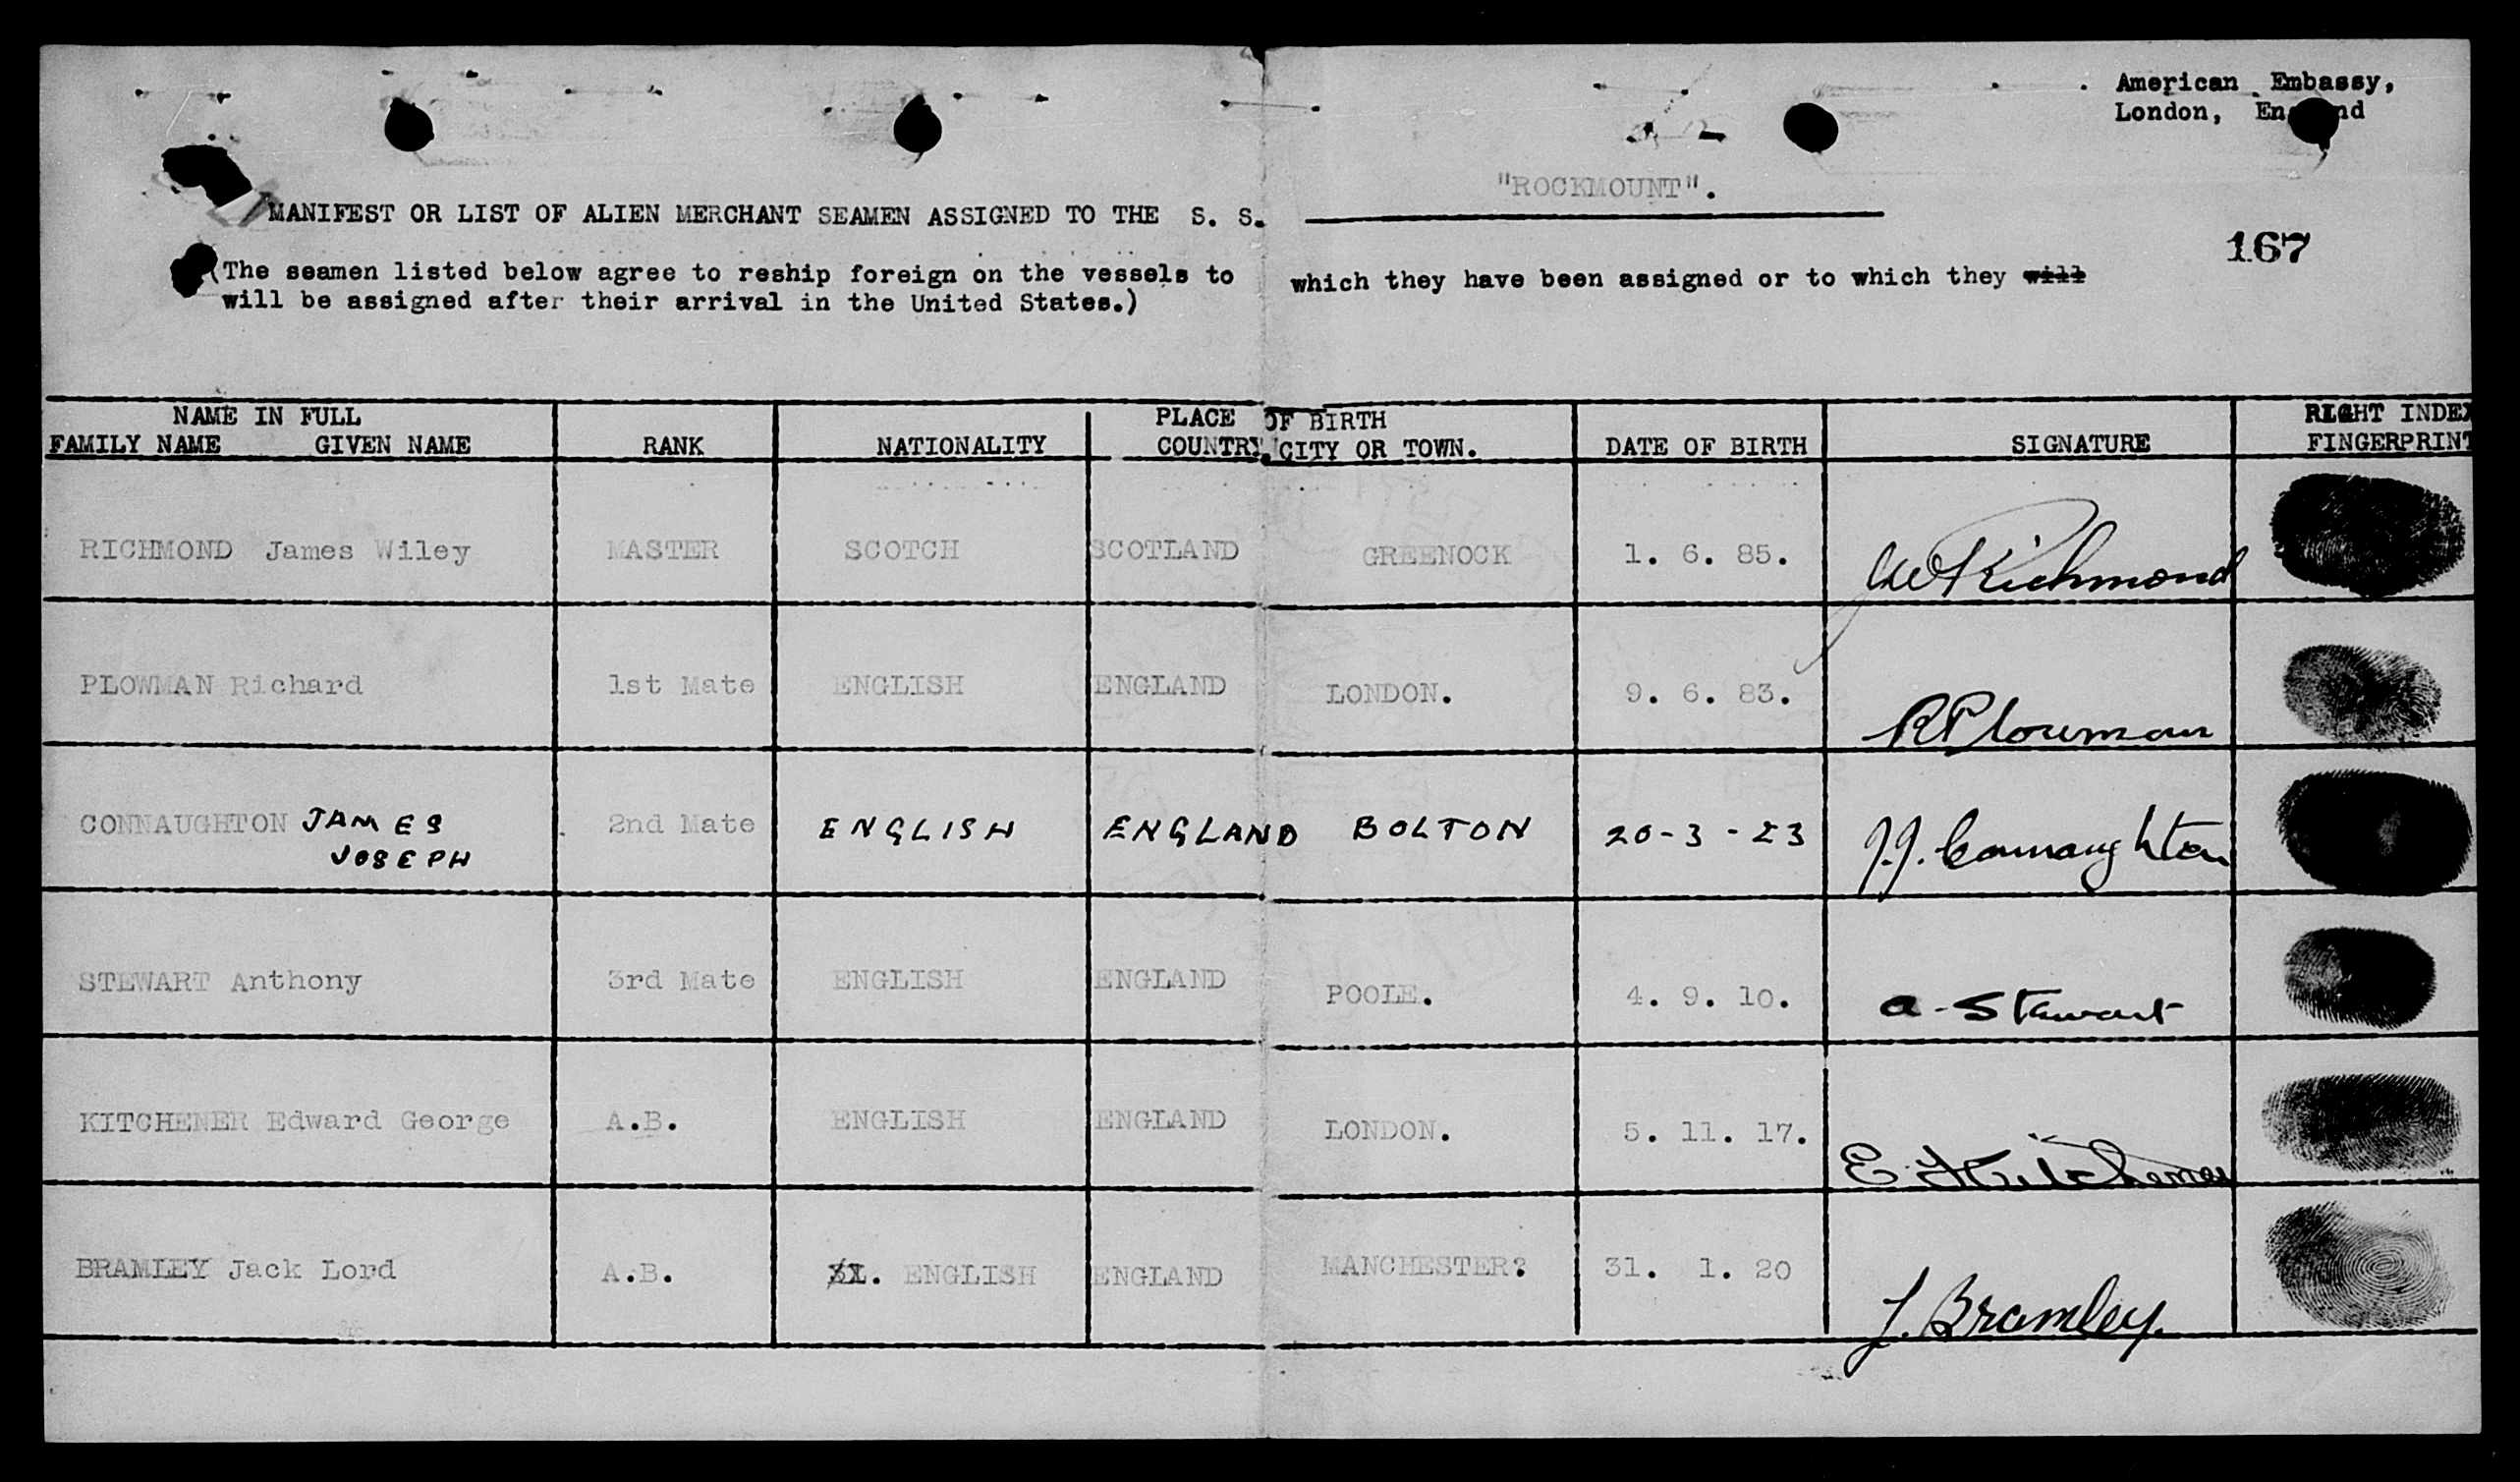 American Embassy,
London, England
"ROCKMOUNT".
MANIFEST OR LIST OF ALIEN MERCHANT SEAMEN ASSIGNED TO THE S. S.
167
(The seamen listed below agree to reship foreign on the vessels to which they have been assigned or to which they will
will be assigned after their arrival in the United States.)
NAME IN FULL PLACE OF BIRTH RIGHT INDEX
FAMILY NAME GIVEN NAME RANK NATIONALITY COUNTRY. CITY OR TOWN. DATE OF BIRTH SIGNATURE FINGERPRINT
RICHMOND James Wiley MASTER SCOTCH SCOTLAND GREENOCK 1. 6. 85. JW Richmond
PLOWMAN Richard 1st Mate ENGLISH ENGLAND LONDON. 9. 6. 83. R Plowman
CONNAUGHTON JAMES 2nd Mate ENGLISH ENGLAND BOLTON 20-3-23 J.J. Connaughton
JOSEPH
STEWART Anthony 3rd Mate ENGLISH ENGLAND POOLE. 4. 9. 10. A. Stewart
KITCHENER Edward George A.B. ENGLISH ENGLAND LONDON. 5. 11. 17. E. Kitchener
BRAMLEY Jack Lord A.B. ENGLISH ENGLAND MANCHESTER? 31. 1. 20 J. Bramley.